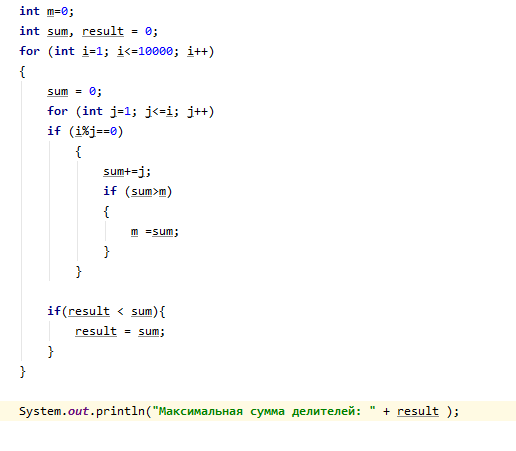 int m=0;
int sum, result = 0;
for (int i=1; i<=10000; i++)
{
sum = 0;
for (int j=1; j<=i; j++)
if (i%j==0)
{
sum+=j;
if (sum>m)
{
m =sum;
}
}
if(result < sum){
result = sum;
}
}
System.out.println("Максимальная сумма делителей: " + result );